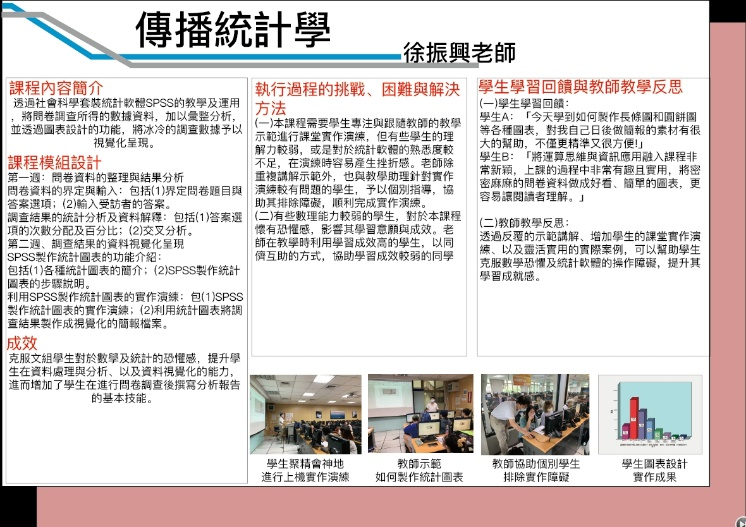 傳播統計學
徐振興老師
課程內容簡介
透過社會科學套裝統計軟體SPSS的教學及運用
，將問卷調查所得的數據資料，加以彙整分析，
並透過圖表設計的功能，將冰冷的調查數據予以
視覺化呈現。
課程模組設計
第一週：問卷資料的整理與結果分析
問卷資料的界定與輸入：包括(1)界定問卷題目與
答案選項；(2)輸入受訪者的答案。
調查結果的統計分析及資料解釋：包括(1)答案選
項的次數分配及百分比；(2)交叉分析。
第二週、調查結果的資料視覺化呈現
SPSS製作統計圖表的功能介紹：
包括(1)各種統計圖表的簡介；(2)SPSS製作統計
圖表的步驟說明。
利用SPSS製作統計圖表的實作演練：包(1)SPSS
製作統計圖表的實作演練；(2)利用統計圖表將調
查結果製作成視覺化的簡報檔案。
成效
克服文組學生對於數學及統計的恐懼感，提升學
生在資料處理與分析、以及資料視覺化的能力，
進而增加了學生在進行問卷調查後撰寫分析報告
的基本技能。
執行過程的挑戰、困難與解決
方法
(一)本課程需要學生專注與跟隨教師的教學
示範進行課堂實作演練，但有些學生的理
解力較弱，或是對於統計軟體的熟悉度較
不足，在演練時容易產生挫折感。老師除
重複講解示範外，也與教學助理針對實作
演練較有問題的學生，予以個別指導，協
助其排除障礙，順利完成實作演練。
(二)有些數理能力較弱的學生，對於本課程
懷有恐懼感，影響其學習意願與成效。老
師在教學時利用學習成效高的學生，以同
儕互助的方式，協助學習成效較弱的同學
學生學習回饋與教師教學反思
(一)學生學習回饋：
學生A：「今天學到如何製作長條圖和圓餅圖
等各種圖表，對我自己日後做簡報的素材有很
大的幫助，不僅更精準又很方便!」
學生B：「將運算思維與資訊應用融入課程非
常新穎，上課的過程中非常有趣且實用，將密
密麻麻的問卷資料做成好看、簡單的圖表，更
容易讓閱讀者理解。」
(二)教師教學反思：
透過反覆的示範講解、增加學生的課堂實作演
練、以及靈活實用的實際案例，可以幫助學生
克服數學恐懼及統計軟體的操作障礙，提升其
學習成就感。
學生聚精會神地
進行上機實作演練
教師示範
如何製作統計圖表
教師協助個別學生
排除實作障礙
學生圖表設計
實作成果